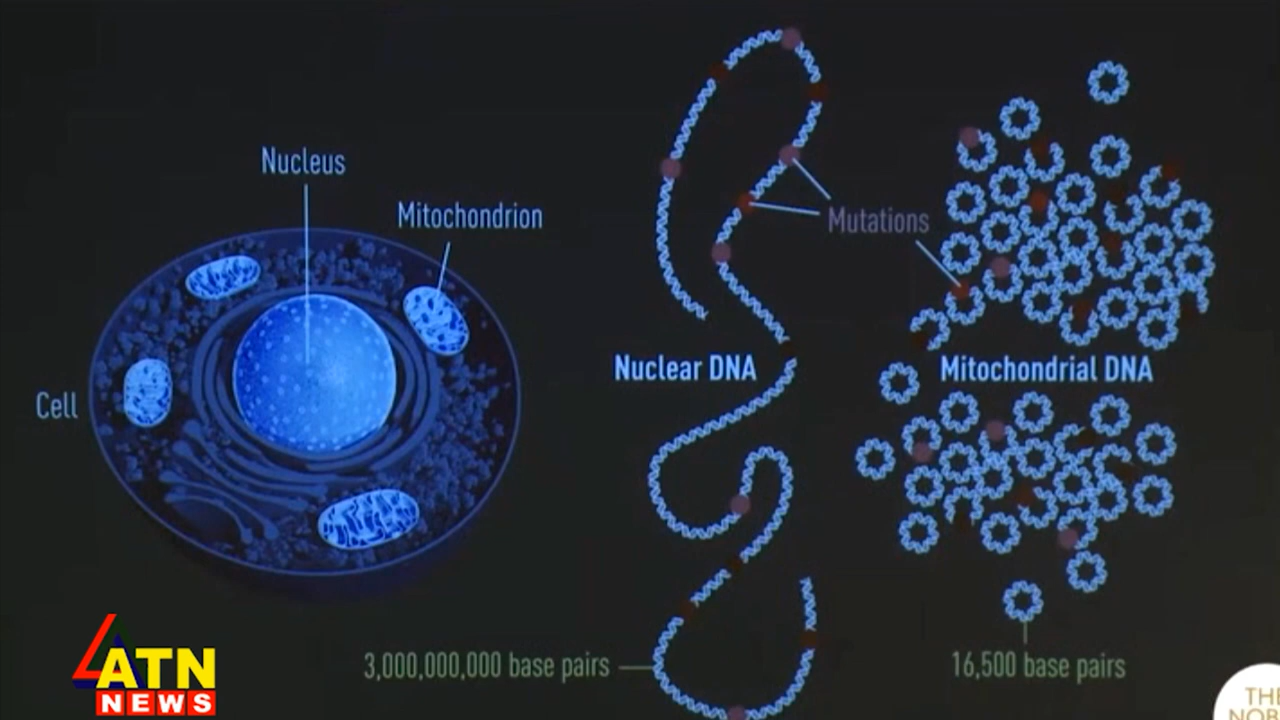 Nucleus
Mitochondrion
Cell
Mutations
Nuclear DNA
Mitochondrial DNA
3,000,000,000 base pairs
16,500 base pairs
ATN
NEWS
THE